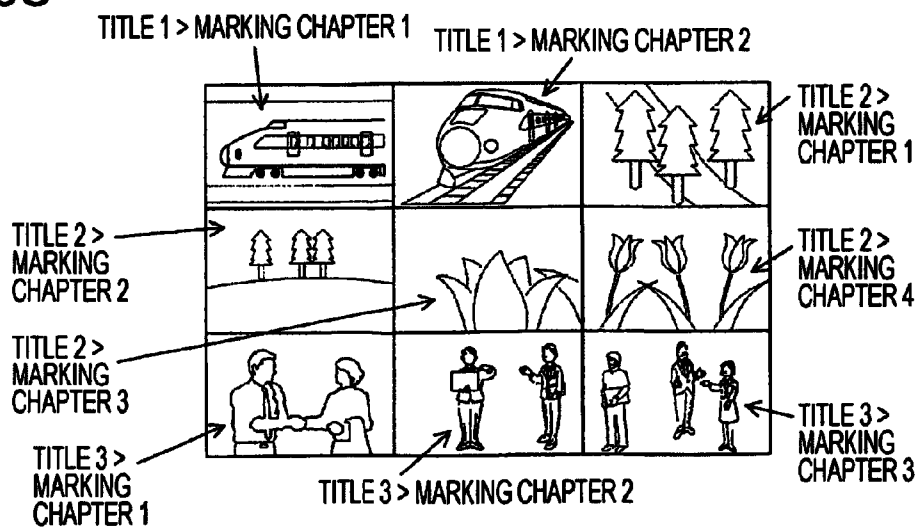 TITLE 1 > MARKING CHAPTER 1
TITLE 1 > MARKING CHAPTER 2
TITLE 2 >
MARKING
CHAPTER 1
TITLE 2 >
MARKING
CHAPTER 2
TITLE 2 >
MARKING
CHAPTER 4
TITLE 2 >
MARKING
CHAPTER 3
TITLE 3 >
MARKING
CHAPTER 1
TITLE 3 > MARKING CHAPTER 2
TITLE 3 >
MARKING
CHAPTER 3